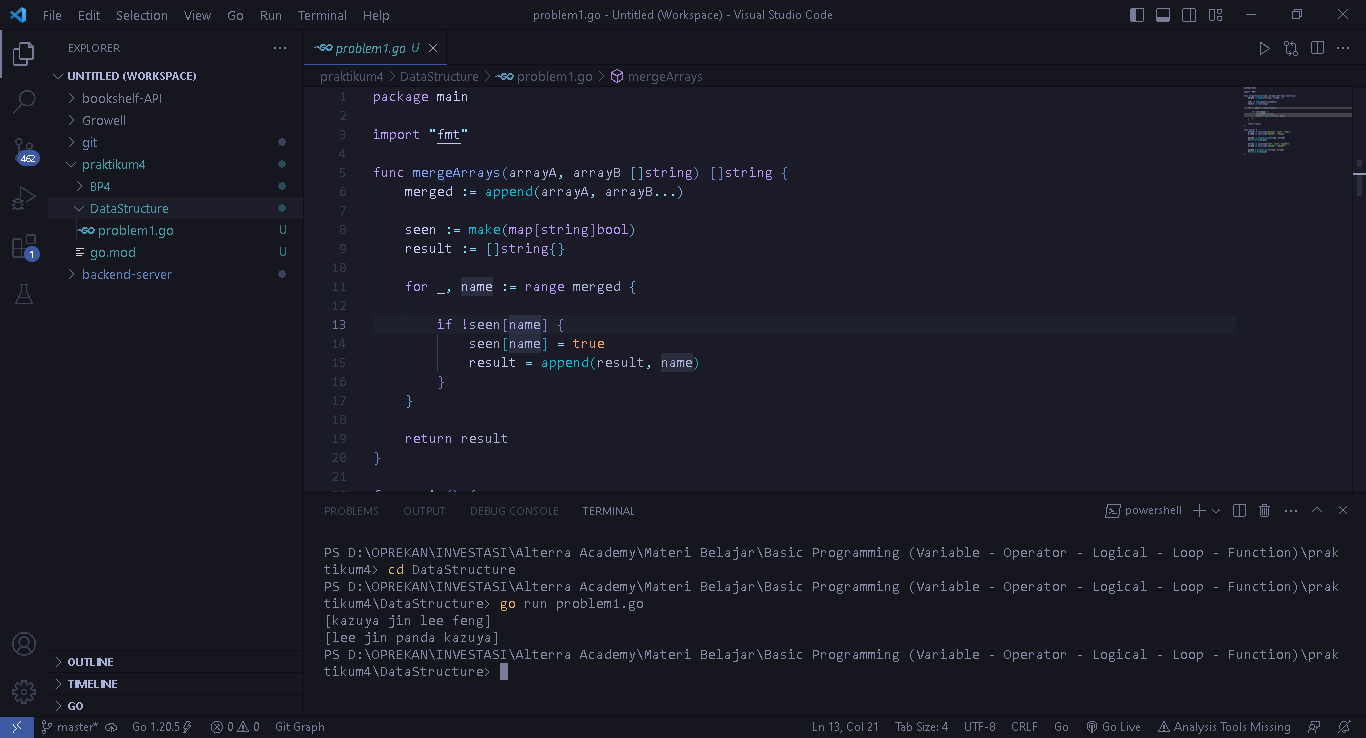 File Edit Selection View Go Run Terminal Help
problem1.go - Untitled (Workspace) - Visual Studio Code
EXPLORER
UNTITLED (WORKSPACE)
bookshelf-API
Growell
git
praktikum4
BP4
DataStructure
problem1.go U
go.mod U
backend-server
462
1
OUTLINE
TIMELINE
GO
problem1.go U
praktikum4 > DataStructure > problem1.go > mergeArrays
1 package main
2
3 import "fmt"
4
5 func mergeArrays(arrayA, arrayB []string) []string {
6 merged := append(arrayA, arrayB...)
7
8 seen := make(map[string]bool)
9 result := []string{}
10
11 for _, name := range merged {
12
13 if !seen[name] {
14 seen[name] = true
15 result = append(result, name)
16 }
17 }
18
19 return result
20 }
21
PROBLEMS OUTPUT DEBUG CONSOLE TERMINAL
powershell
PS D:\OPREKAN\INVESTASI\Alterra Academy\Materi Belajar\Basic Programming (Variable - Operator - Logical - Loop - Function)\prak
tikum4> cd DataStructure
PS D:\OPREKAN\INVESTASI\Alterra Academy\Materi Belajar\Basic Programming (Variable - Operator - Logical - Loop - Function)\prak
tikum4\DataStructure> go run problem1.go
[kazuya jin lee feng]
[lee jin panda kazuya]
PS D:\OPREKAN\INVESTASI\Alterra Academy\Materi Belajar\Basic Programming (Variable - Operator - Logical - Loop - Function)\prak
tikum4\DataStructure>
master* Go 1.20.5 0 0 Git Graph
Ln 13, Col 21 Tab Size: 4 UTF-8 CRLF Go Go Live Analysis Tools Missing